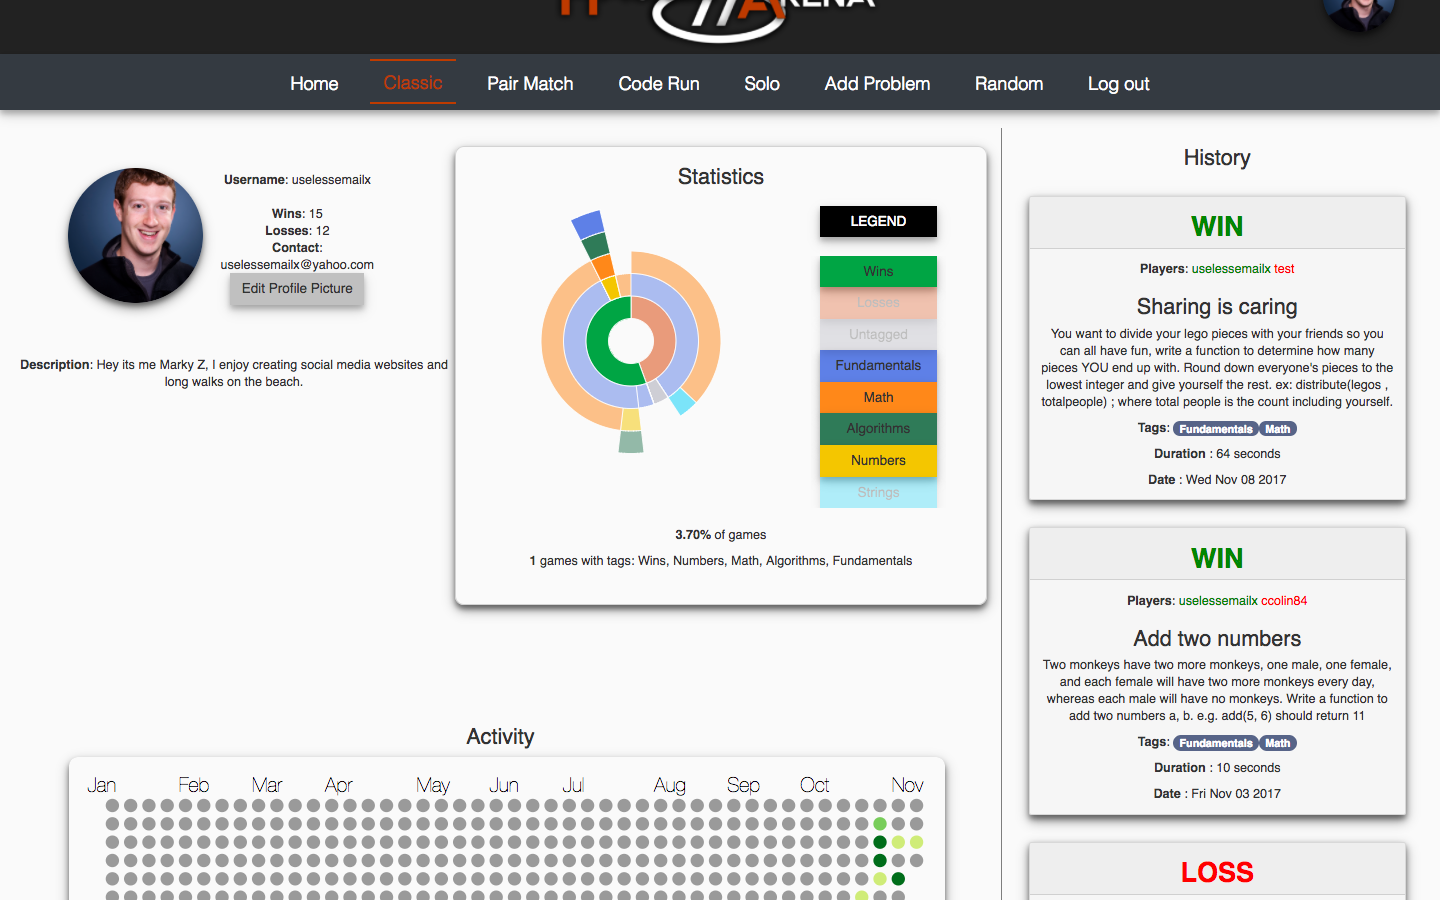 RENA
Home Classic Pair Match Code Run Solo Add Problem Random Log out
Username: uselessemailx
Wins: 15
Losses: 12
Contact:
uselessemailx@yahoo.com
Edit Profile Picture
Description: Hey its me Marky Z, I enjoy creating social media websites and
long walks on the beach.
Statistics
LEGEND
Wins
Losses
Untagged
Fundamentals
Math
Algorithms
Numbers
Strings
3.70% of games
1 games with tags: Wins, Numbers, Math, Algorithms, Fundamentals
Activity
Jan Feb Mar Apr May Jun Jul Aug Sep Oct Nov
History
WIN
Players: uselessemailx test
Sharing is caring
You want to divide your lego pieces with your friends so you
can all have fun, write a function to determine how many
pieces YOU end up with. Round down everyone's pieces to the
lowest integer and give yourself the rest. ex: distribute(legos ,
totalpeople) ; where total people is the count including yourself.
Tags: Fundamentals Math
Duration : 64 seconds
Date : Wed Nov 08 2017
WIN
Players: uselessemailx ccolin84
Add two numbers
Two monkeys have two more monkeys, one male, one female,
and each female will have two more monkeys every day,
whereas each male will have no monkeys. Write a function to
add two numbers a, b. e.g. add(5, 6) should return 11
Tags: Fundamentals Math
Duration : 10 seconds
Date : Fri Nov 03 2017
LOSS